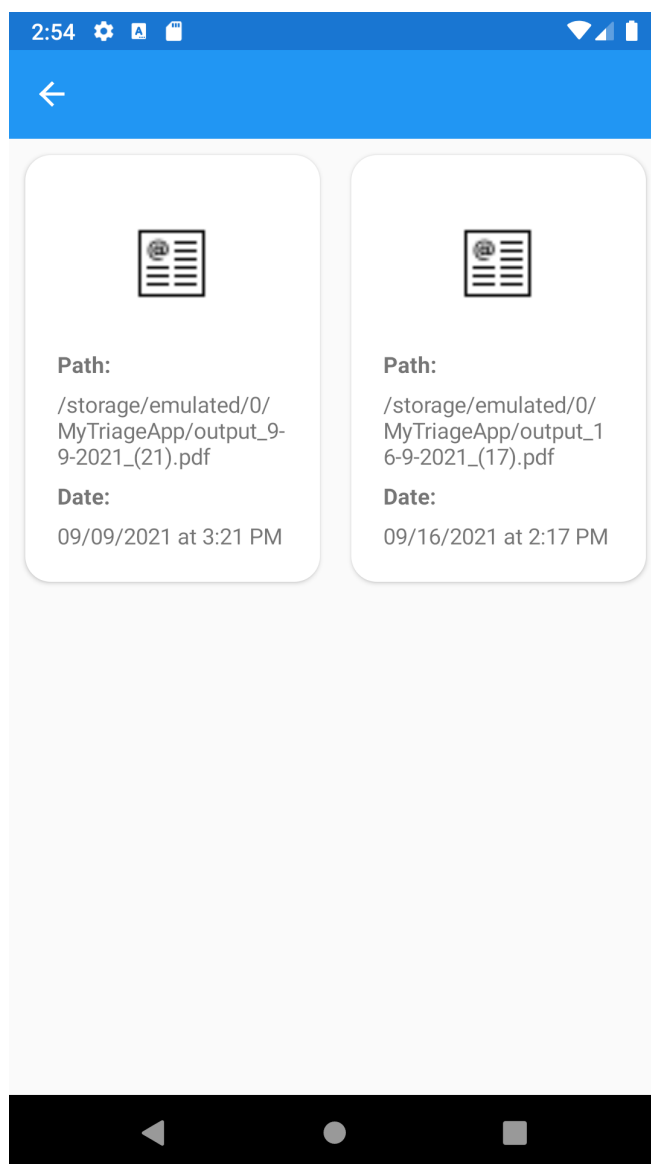 2:54
Path:
/storage/emulated/0/
MyTriageApp/output_9-
9-2021_(21).pdf
Date:
09/09/2021 at 3:21 PM
Path:
/storage/emulated/0/
MyTriageApp/output_1
6-9-2021_(17).pdf
Date:
09/16/2021 at 2:17 PM